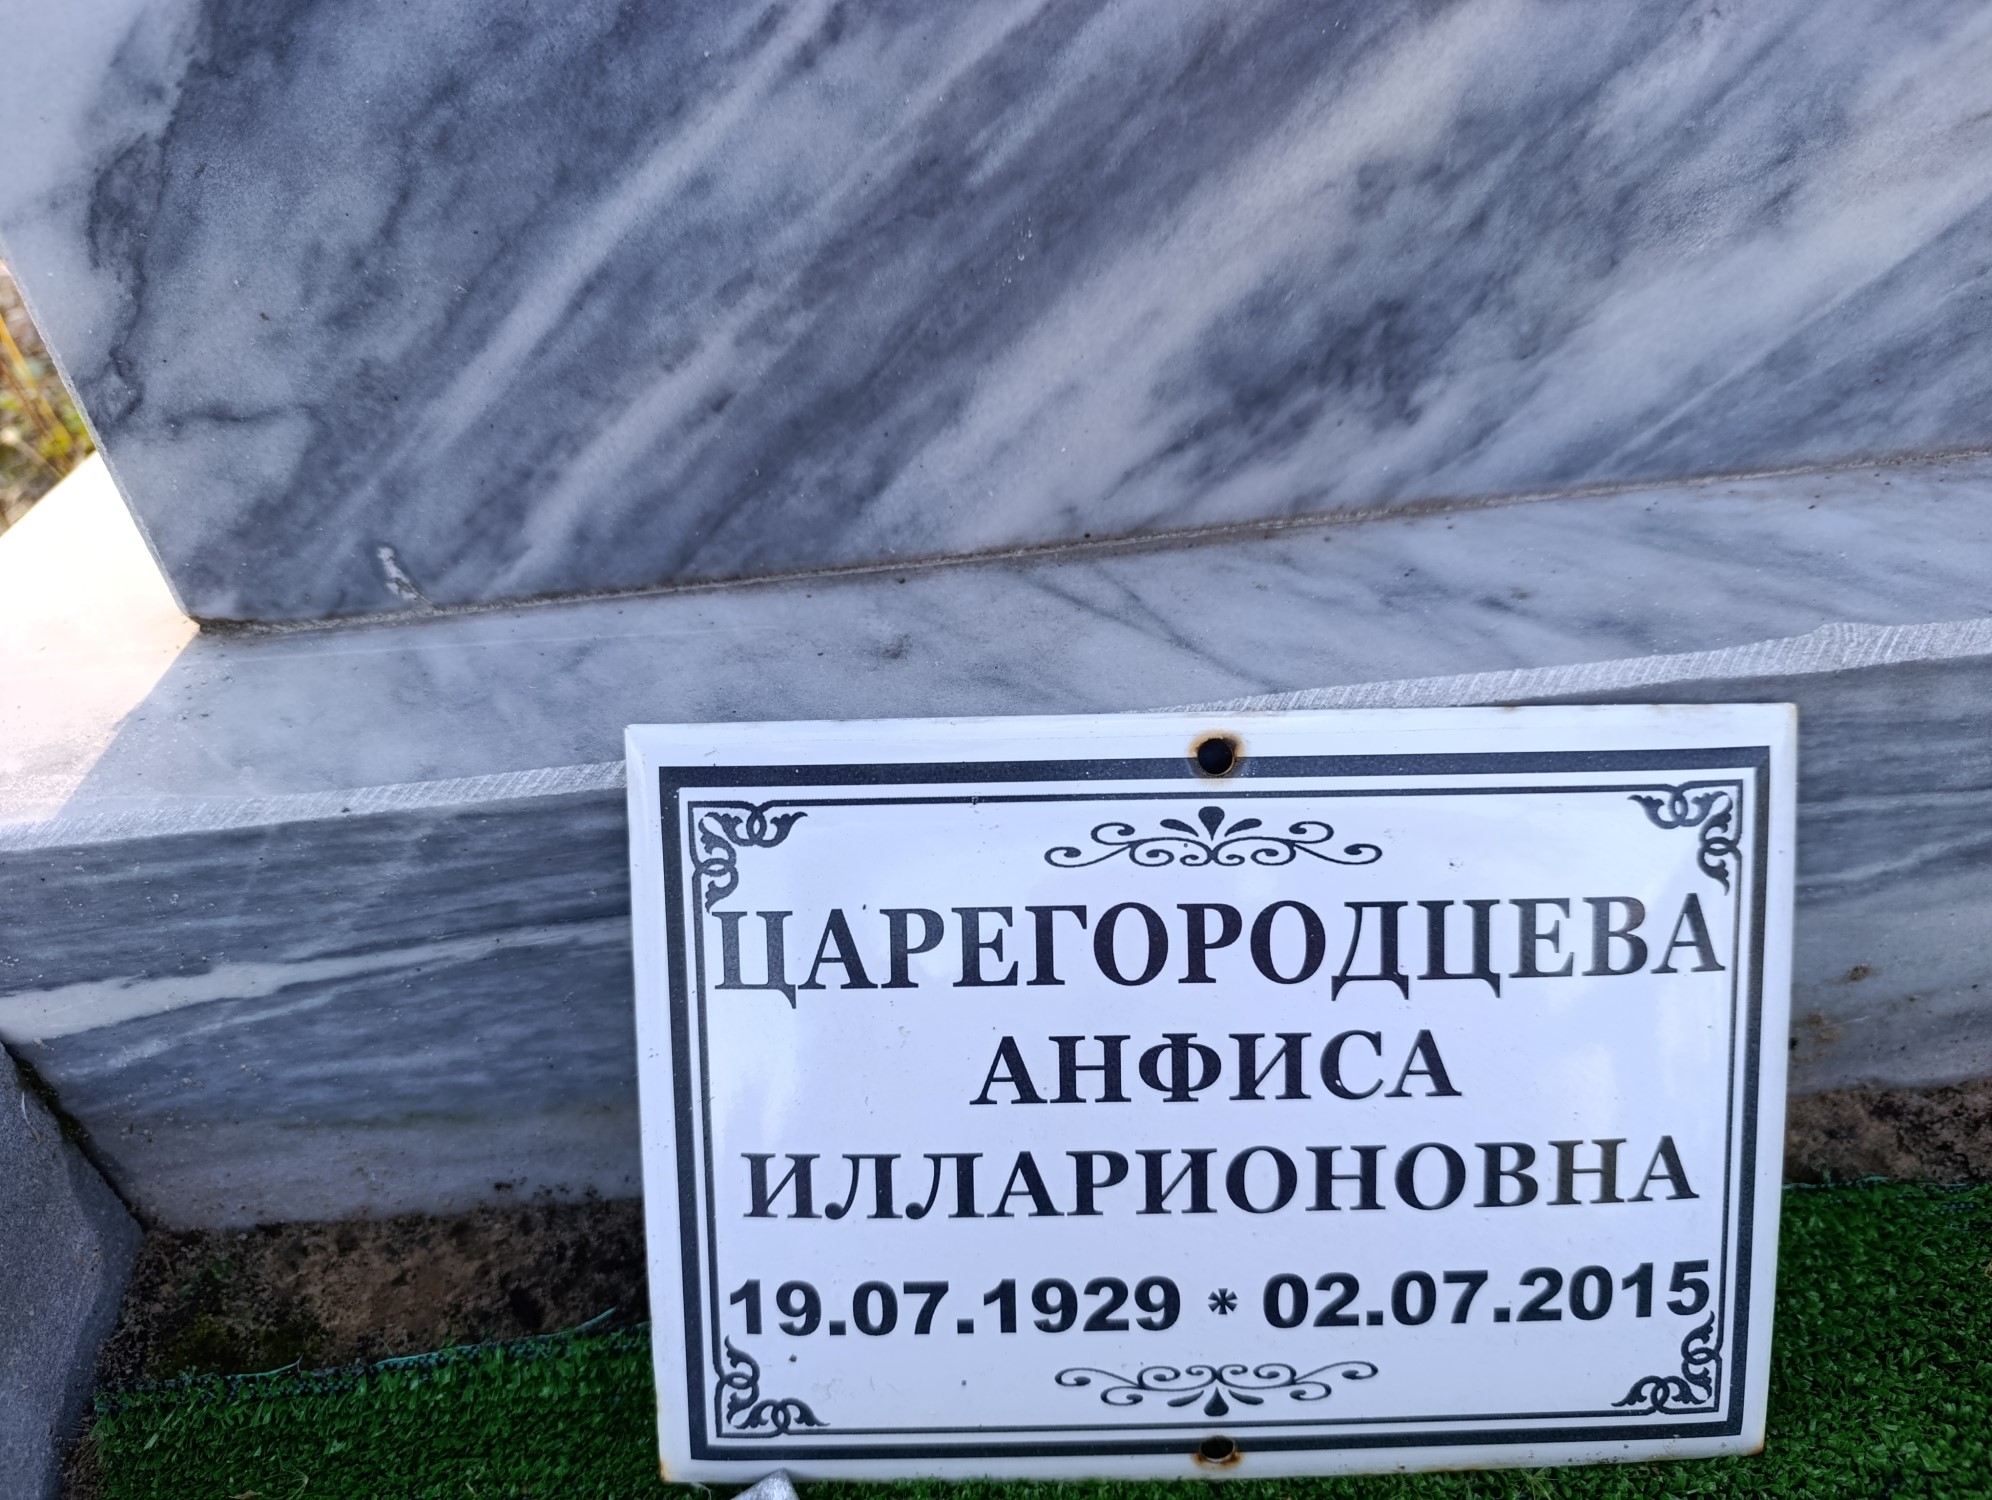 ЦАРЕГОРОДЦЕВА
АНФИСА
ИЛЛАРИОНОВНА
19.07.1929 * 02.07.2015